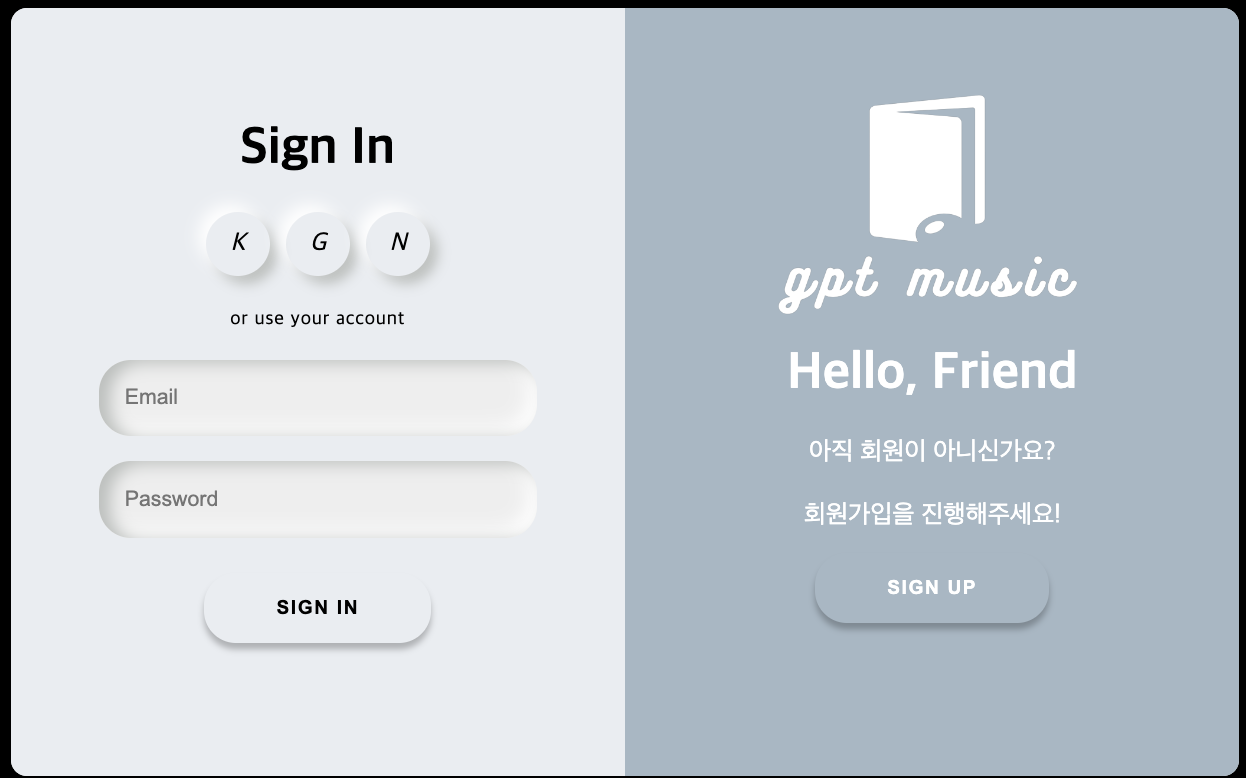 Sign In
K G N
or use your account
Email
Password
SIGN IN
gpt music
Hello, Friend
아직 회원이 아니신가요?
회원가입을 진행해주세요!
SIGN UP